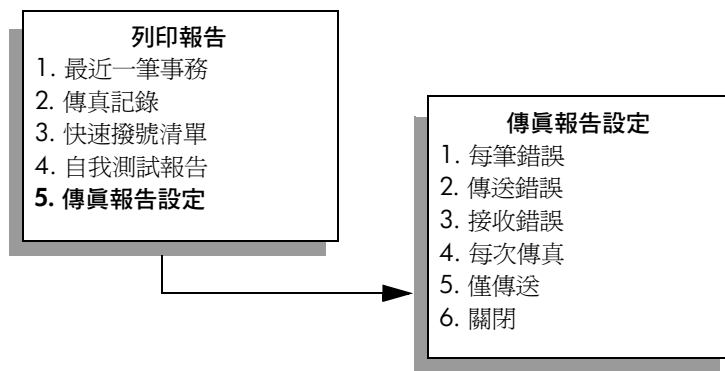 列印報告
1. 最近一筆事務
2. 傳真記錄
3. 快速撥號清單
4. 自我測試報告
5. 傳真報告設定
傳真報告設定
1. 每筆錯誤
2. 傳送錯誤
3. 接收錯誤
4. 每次傳真
5. 僅傳送
6. 關閉